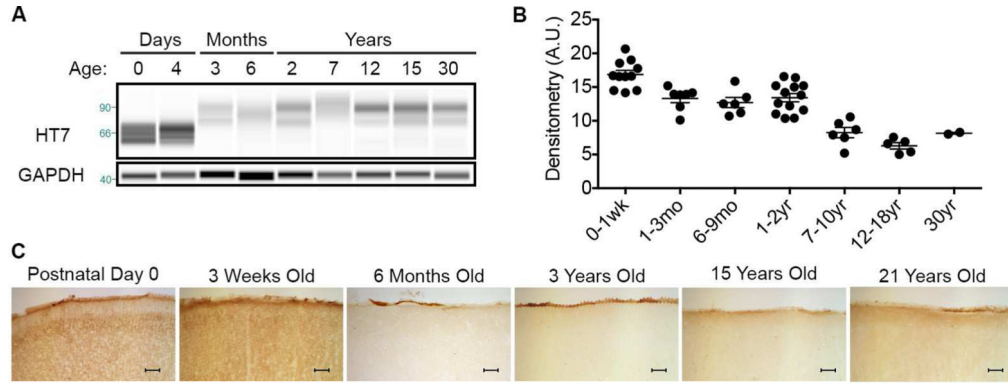 A
Days Months Years
Age: 0 4 3 6 2 7 12 15 30
HT7
90
66
GAPDH
40
B
Densitometry (A.U.)
25
20
15
10
5
0
0-1wk
1-3mo
6-9mo
1-2yr
7-10yr
12-18yr
30yr
C
Postnatal Day 0 3 Weeks Old 6 Months Old 3 Years Old 15 Years Old 21 Years Old